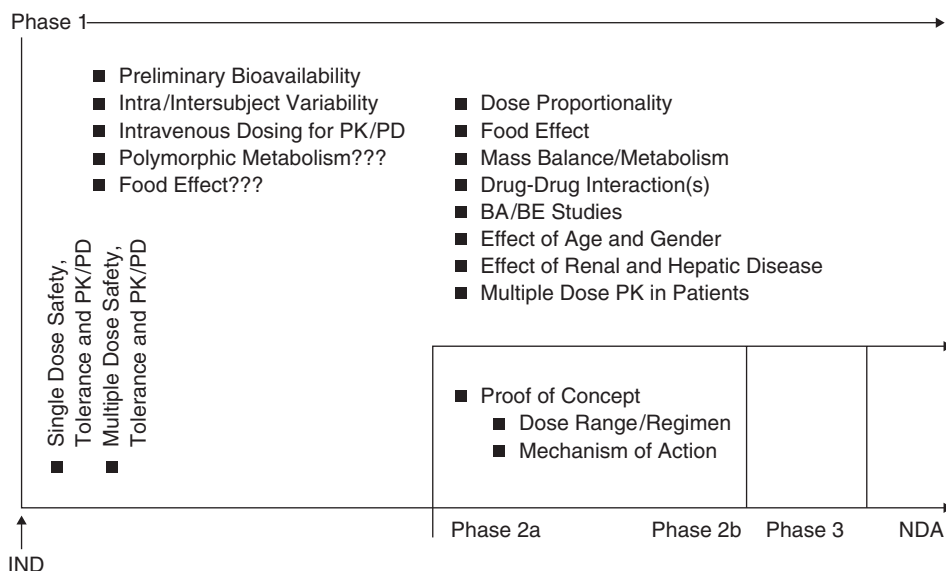 Phase 1
■ Preliminary Bioavailability
■ Intra/Intersubject Variability
■ Intravenous Dosing for PK/PD
■ Polymorphic Metabolism???
■ Food Effect???
■ Dose Proportionality
■ Food Effect
■ Mass Balance/Metabolism
■ Drug-Drug Interaction(s)
■ BA/BE Studies
■ Effect of Age and Gender
■ Effect of Renal and Hepatic Disease
■ Multiple Dose PK in Patients
■ Single Dose Safety,
Tolerance and PK/PD
■ Multiple Dose Safety,
Tolerance and PK/PD
■ Proof of Concept
■ Dose Range/Regimen
■ Mechanism of Action
Phase 2a
Phase 2b
Phase 3
NDA
IND